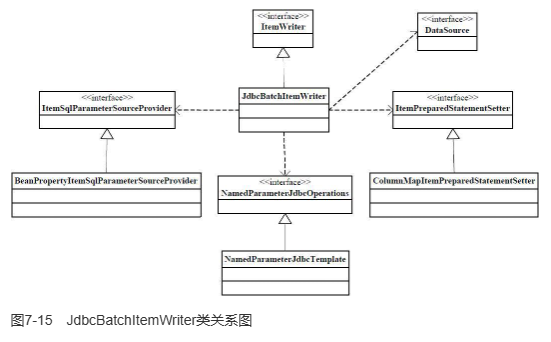 <<interface>>
ItemWriter
<<interface>>
DataSource
JdbcBatchItemWriter
<<interface>>
ItemSqlParameterSourceProvider
<<interface>>
ItemPreparedStatementSetter
BeanPropertyItemSqlParameterSourceProvider
<<interface>>
NamedParameterJdbcOperations
ColumnMapItemPreparedStatementSetter
NamedParameterJdbcTemplate
图7-15 JdbcBatchItemWriter类关系图